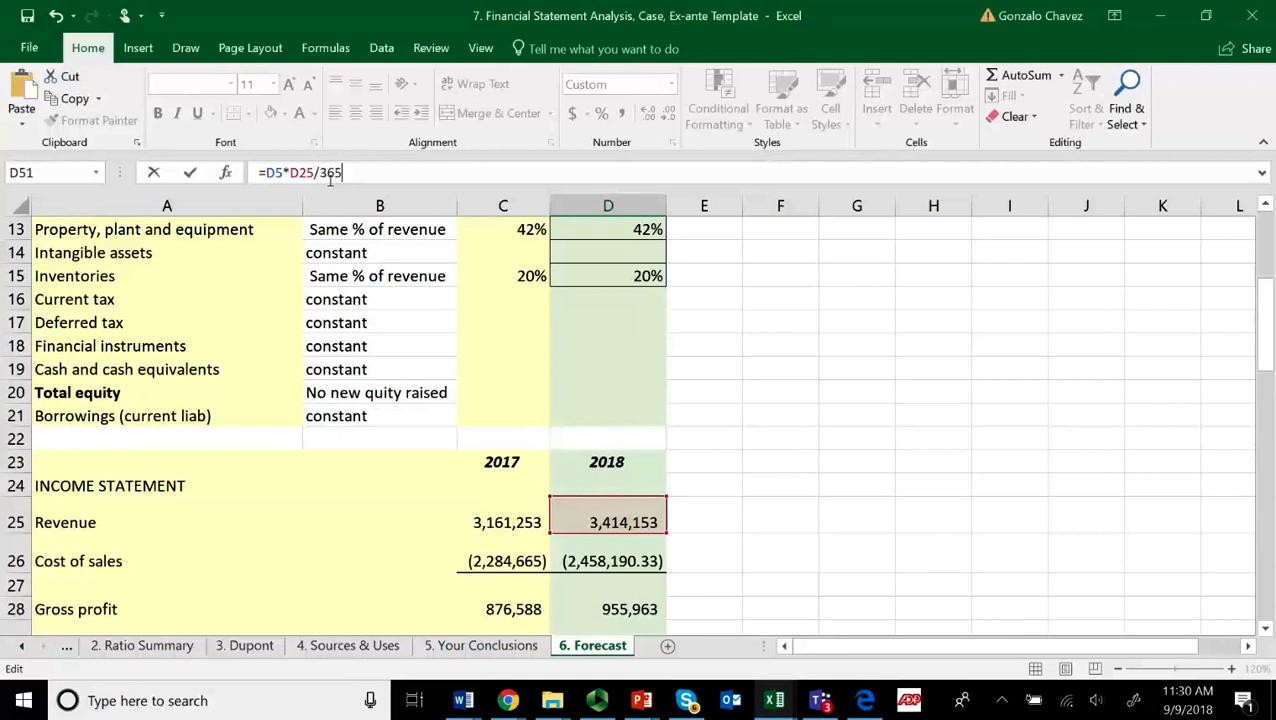 7. Financial Statement Analysis, Case, Ex-ante Template - Excel
Gonzalo Chavez
File Home Insert Draw Page Layout Formulas Data Review View Tell me what you want to do Share
Cut
Copy
Format Painter
Paste
Clipboard
11
B I U A
Font
Wrap Text
Merge & Center
Alignment
Custom
$ %
Number
Conditional Formatting
Format as Table
Cell Styles
Styles
Insert Delete Format
Cells
AutoSum
Fill
Clear
Sort & Filter
Find & Select
Editing
D51 fx =D5*D25/365
A B C D E F G H I J K L
13 Property, plant and equipment Same % of revenue 42% 42%
14 Intangible assets constant
15 Inventories Same % of revenue 20% 20%
16 Current tax constant
17 Deferred tax constant
18 Financial instruments constant
19 Cash and cash equivalents constant
20 Total equity No new quity raised
21 Borrowings (current liab) constant
22
23 2017 2018
24 INCOME STATEMENT
25 Revenue 3,161,253 3,414,153
26 Cost of sales (2,284,665) (2,458,190.33)
27
28 Gross profit 876,588 955,963
... 2. Ratio Summary 3. Dupont 4. Sources & Uses 5. Your Conclusions 6. Forecast
Edit 120%
Type here to search
11:30 AM
9/9/2018